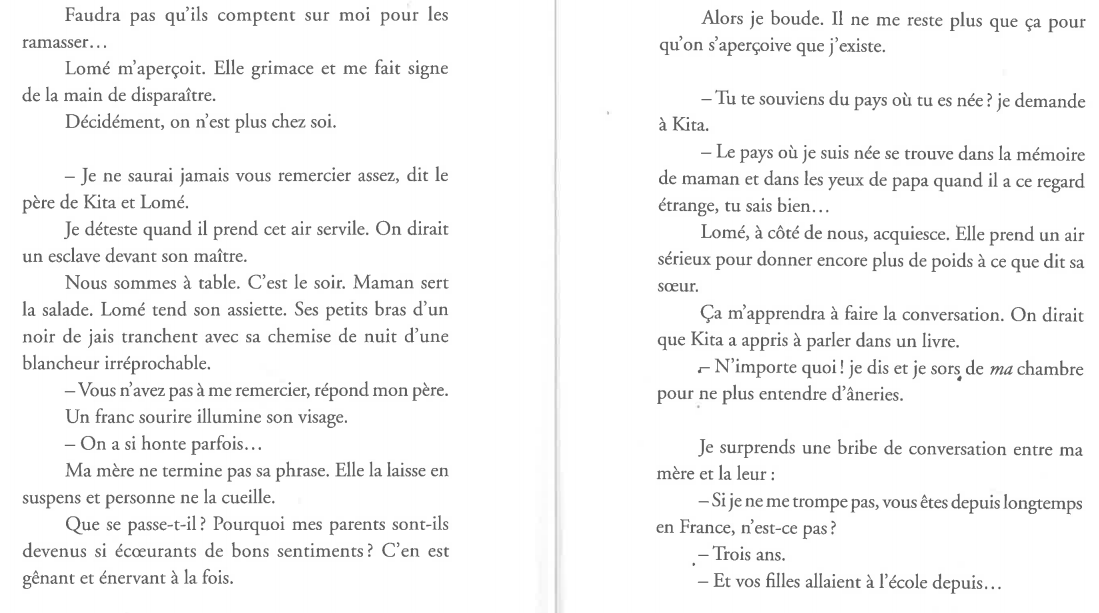 Faudra pas qu'ils comptent sur moi pour les
ramasser…
Lomé m'aperçoit. Elle grimace et me fait signe
de la main de disparaître.
Décidément, on n'est plus chez soi.
– Je ne saurai jamais vous remercier assez, dit le
père de Kita et Lomé.
Je déteste quand il prend cet air servile. On dirait
un esclave devant son maître.
Nous sommes à table. C'est le soir. Maman sert
la salade. Lomé tend son assiette. Ses petits bras d'un
noir de jais tranchent avec sa chemise de nuit d'une
blancheur irréprochable.
– Vous n'avez pas à me remercier, répond mon père.
Un franc sourire illumine son visage.
– On a si honte parfois…
Ma mère ne termine pas sa phrase. Elle la laisse en
suspens et personne ne la cueille.
Que se passe-t-il ? Pourquoi mes parents sont-ils
devenus si écœurants de bons sentiments ? C'en est
gênant et énervant à la fois.
Alors je boude. Il ne me reste plus que ça pour
qu'on s'aperçoive que j'existe.
– Tu te souviens du pays où tu es née ? je demande
à Kita.
– Le pays où je suis née se trouve dans la mémoire
de maman et dans les yeux de papa quand il a ce regard
étrange, tu sais bien…
Lomé, à côté de nous, acquiesce. Elle prend un air
sérieux pour donner encore plus de poids à ce que dit sa
sœur.
Ça m'apprendra à faire la conversation. On dirait
que Kita a appris à parler dans un livre.
– N'importe quoi ! je dis et je sors de ma chambre
pour ne plus entendre d'âneries.
Je surprends une bribe de conversation entre ma
mère et la leur :
– Si je ne me trompe pas, vous êtes depuis longtemps
en France, n'est-ce pas ?
– Trois ans.
– Et vos filles allaient à l'école depuis…